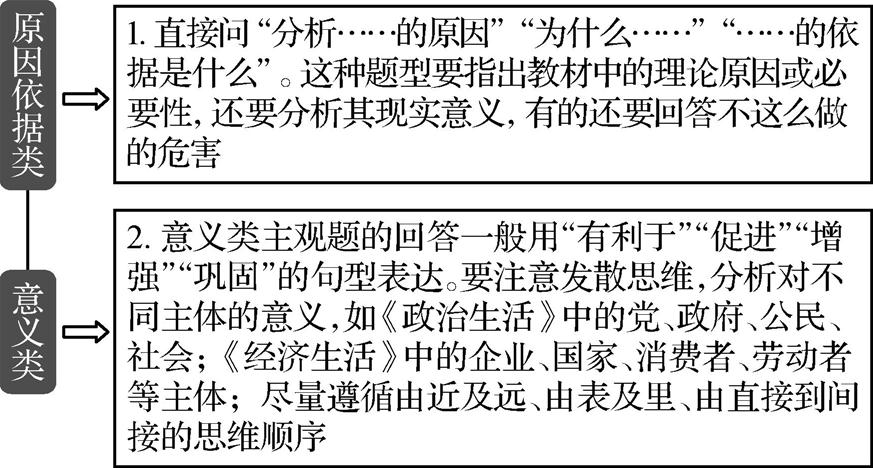 原因依据类
1. 直接问“分析……的原因”“为什么……”“……的依
据是什么”。这种题型要指出教材中的理论原因或必
要性,还要分析其现实意义,有的还要回答不这么做
的危害
意义类
2. 意义类主观题的回答一般用“有利于”“促进”“增
强”“巩固”的句型表达。要注意发散思维,分析对不
同主体的意义,如《政治生活》中的党、政府、公民、
社会;《经济生活》中的企业、国家、消费者、劳动者
等主体;尽量遵循由近及远、由表及里、由直接到间
接的思维顺序